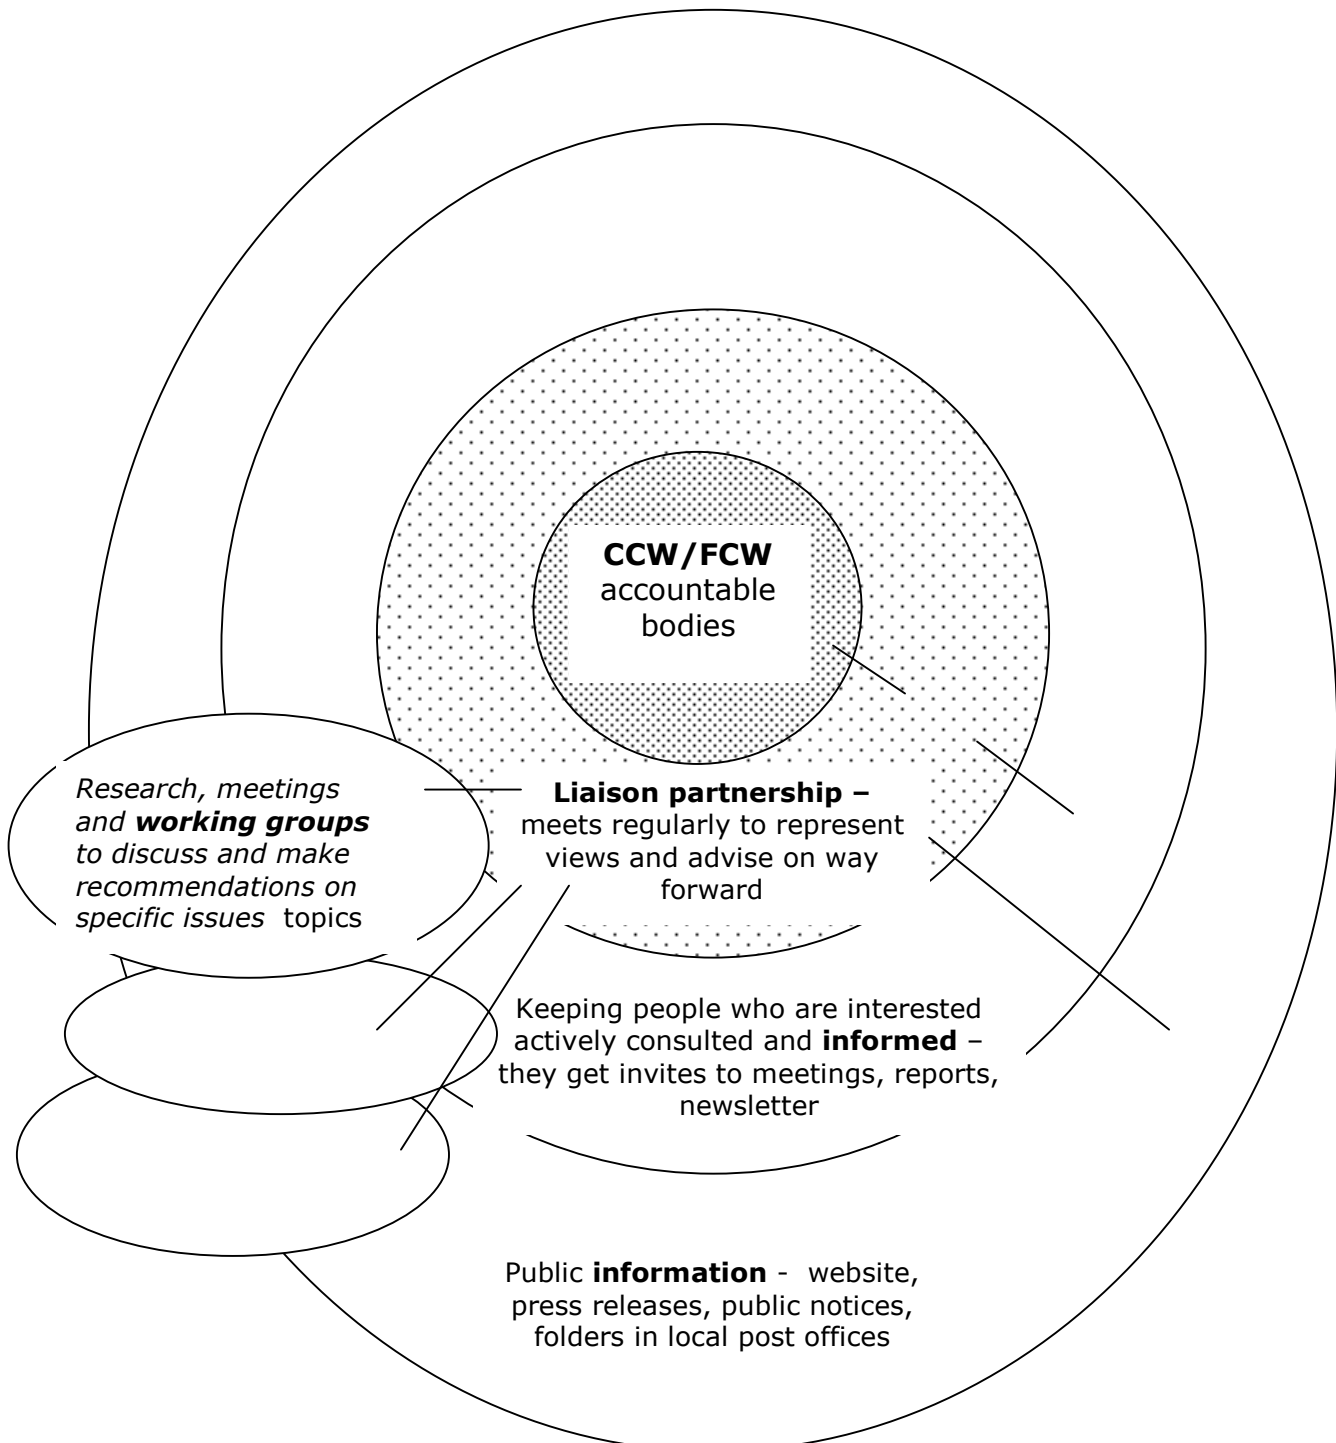 CCW/FCW
accountable
bodies
Research, meetings
and working groups
to discuss and make
recommendations on
specific issues topics
Liaison partnership –
meets regularly to represent
views and advise on way
forward
Keeping people who are interested
actively consulted and informed –
they get invites to meetings, reports,
newsletter
Public information - website,
press releases, public notices,
folders in local post offices